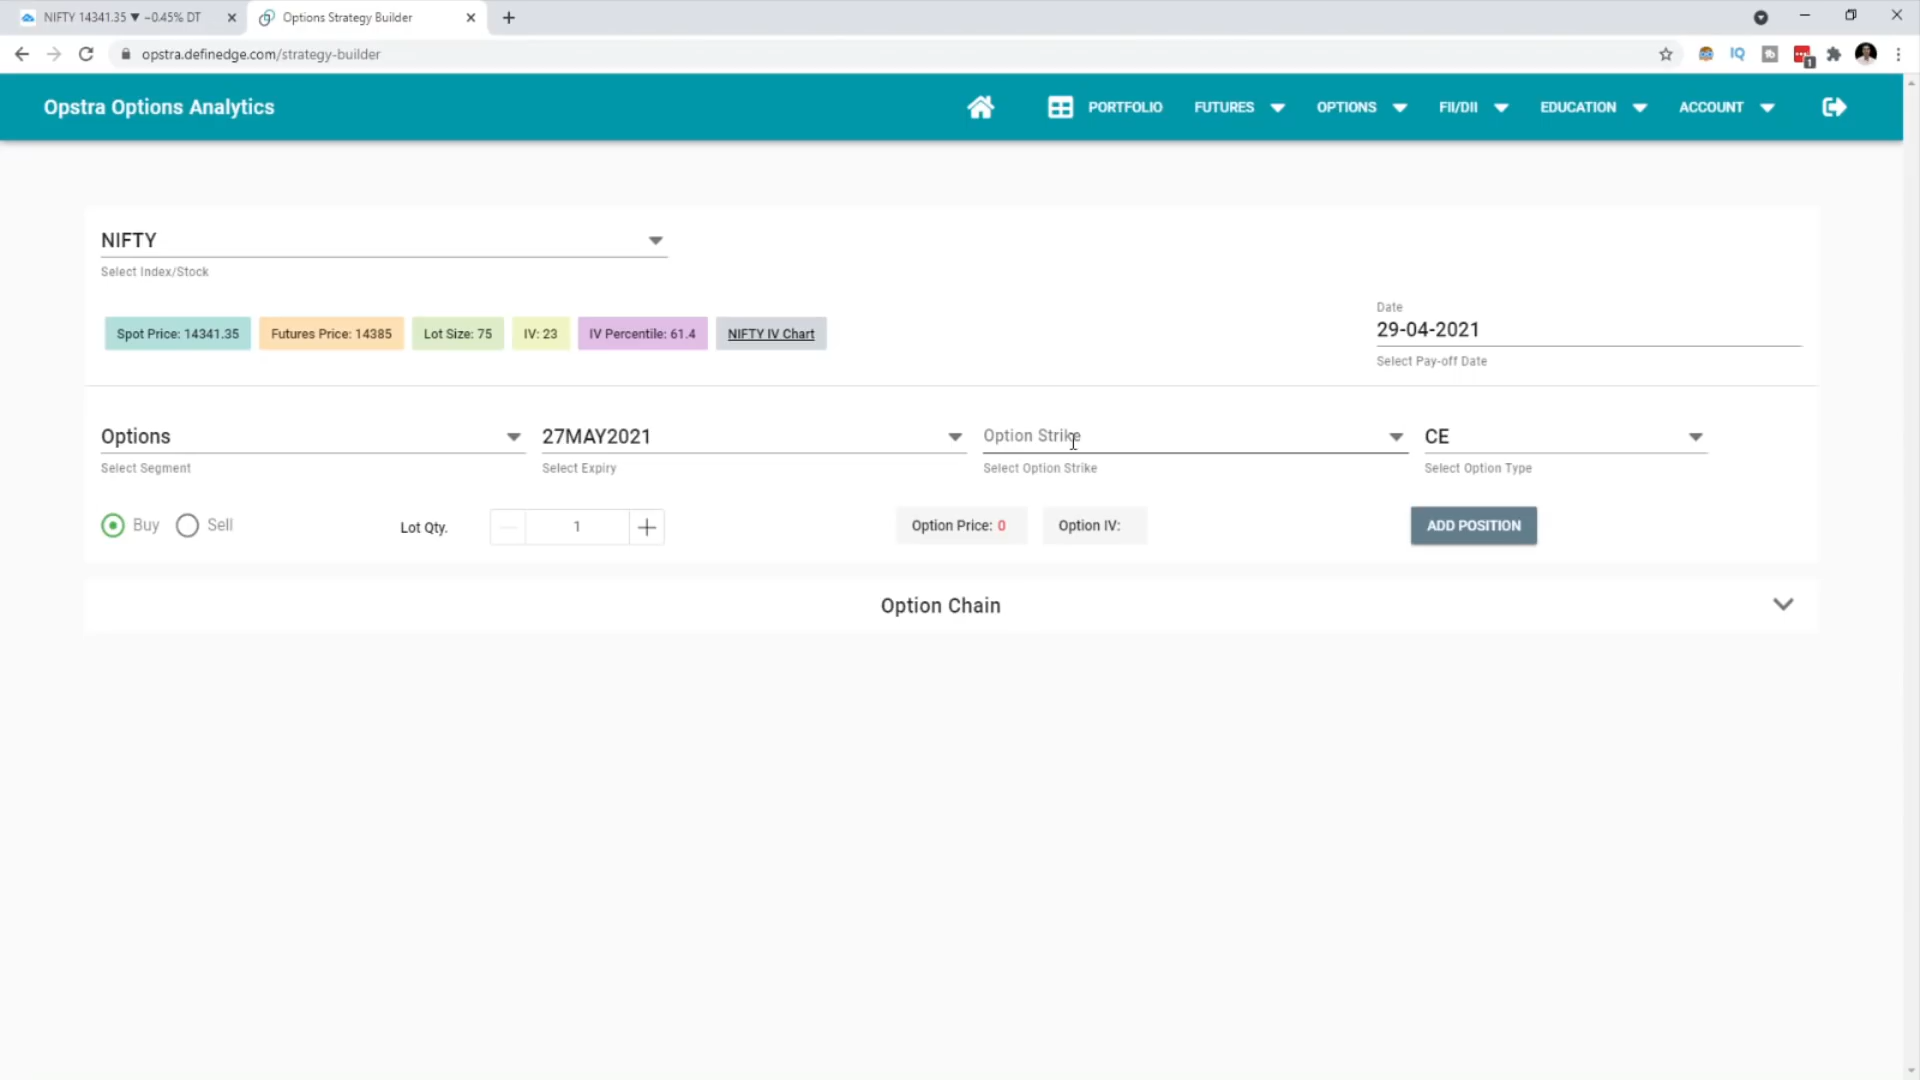 NIFTY 14341.35 ▼ −0.45% DT
Options Strategy Builder
opstra.definedge.com/strategy-builder
IQ
1
Opstra Options Analytics
PORTFOLIO
FUTURES
OPTIONS
FII/DII
EDUCATION
ACCOUNT
NIFTY
Select Index/Stock
Spot Price: 14341.35
Futures Price: 14385
Lot Size: 75
IV: 23
IV Percentile: 61.4
NIFTY IV Chart
Date
29-04-2021
Select Pay-off Date
Options
27MAY2021
Option Strike
CE
Select Segment
Select Expiry
Select Option Strike
Select Option Type
Buy
Sell
Lot Qty.
1
Option Price: 0
Option IV:
ADD POSITION
Option Chain